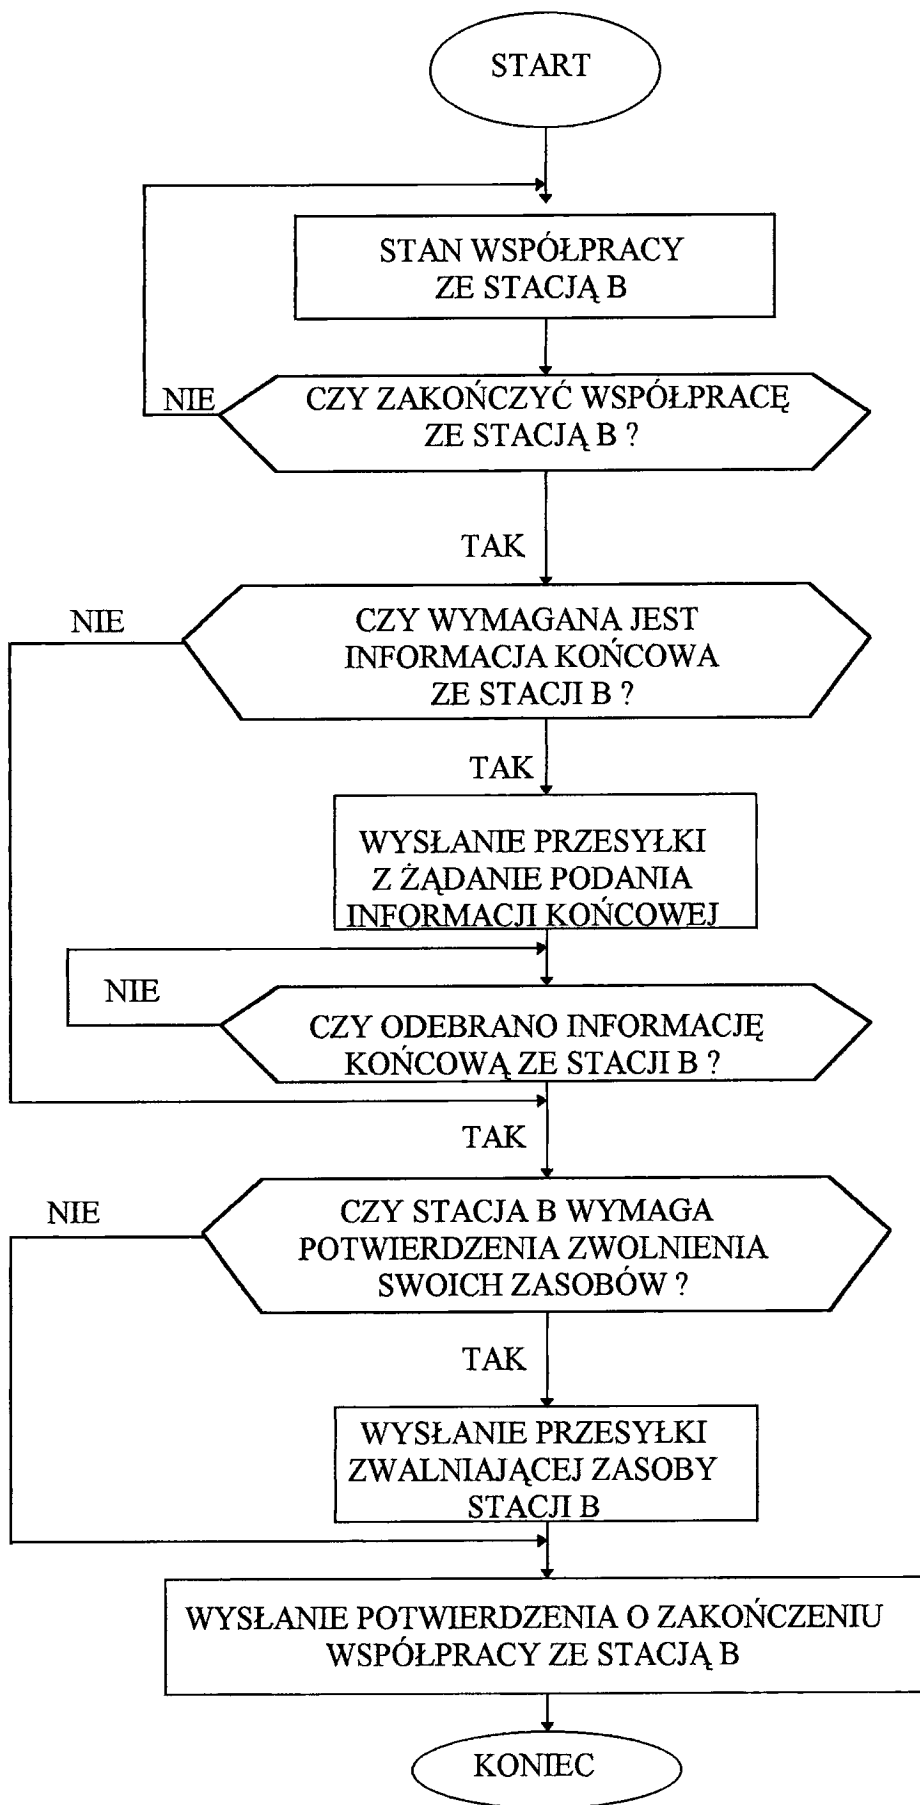 START
STAN WSPÓŁPRACY
ZE STACJĄ B
NIE
CZY ZAKOŃCZYĆ WSPÓŁPRACĘ
ZE STACJĄ B ?
TAK
NIE
CZY WYMAGANA JEST
INFORMACJA KOŃCOWA
ZE STACJI B ?
TAK
WYSŁANIE PRZESYŁKI
Z ŻĄDANIE PODANIA
INFORMACJI KOŃCOWEJ
NIE
CZY ODEBRANO INFORMACJĘ
KOŃCOWĄ ZE STACJI B ?
TAK
NIE
CZY STACJA B WYMAGA
POTWIERDZENIA ZWOLNIENIA
SWOICH ZASOBÓW ?
TAK
WYSŁANIE PRZESYŁKI
ZWALNIAJĄCEJ ZASOBY
STACJI B
WYSŁANIE POTWIERDZENIA O ZAKOŃCZENIU
WSPÓŁPRACY ZE STACJĄ B
KONIEC